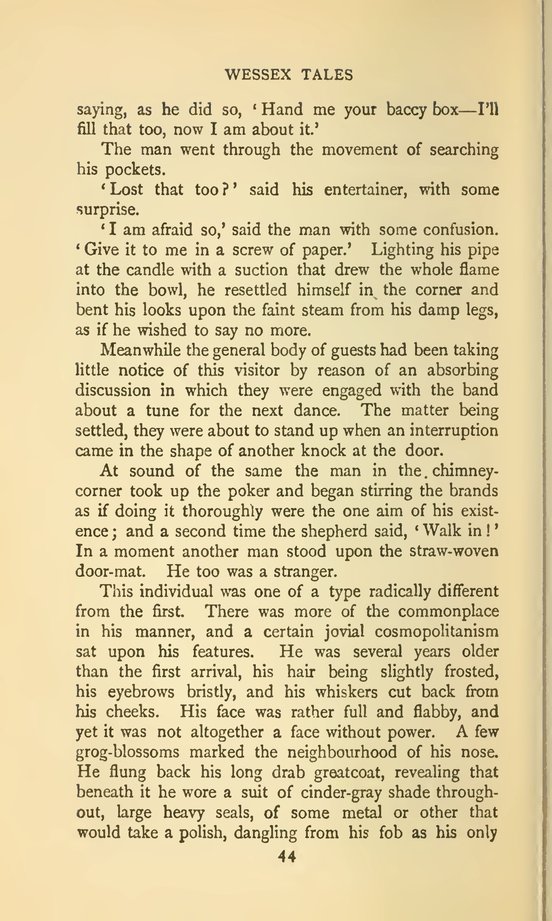 WESSEX TALES
saying, as he did so, ‘Hand me your baccy box—I’ll
fill that too, now I am about it.’
The man went through the movement of searching
his pockets.
‘Lost that too?’ said his entertainer, with some
surprise.
‘I am afraid so,’ said the man with some confusion.
‘Give it to me in a screw of paper.’ Lighting his pipe
at the candle with a suction that drew the whole flame
into the bowl, he resettled himself in the corner and
bent his looks upon the faint steam from his damp legs,
as if he wished to say no more.
Meanwhile the general body of guests had been taking
little notice of this visitor by reason of an absorbing
discussion in which they were engaged with the band
about a tune for the next dance. The matter being
settled, they were about to stand up when an interruption
came in the shape of another knock at the door.
At sound of the same the man in the chimney-
corner took up the poker and began stirring the brands
as if doing it thoroughly were the one aim of his exist-
ence; and a second time the shepherd said, ‘Walk in!’
In a moment another man stood upon the straw-woven
door-mat. He too was a stranger.
This individual was one of a type radically different
from the first. There was more of the commonplace
in his manner, and a certain jovial cosmopolitanism
sat upon his features. He was several years older
than the first arrival, his hair being slightly frosted,
his eyebrows bristly, and his whiskers cut back from
his cheeks. His face was rather full and flabby, and
yet it was not altogether a face without power. A few
grog-blossoms marked the neighbourhood of his nose.
He flung back his long drab greatcoat, revealing that
beneath it he wore a suit of cinder-gray shade through-
out, large heavy seals, of some metal or other that
would take a polish, dangling from his fob as his only
44